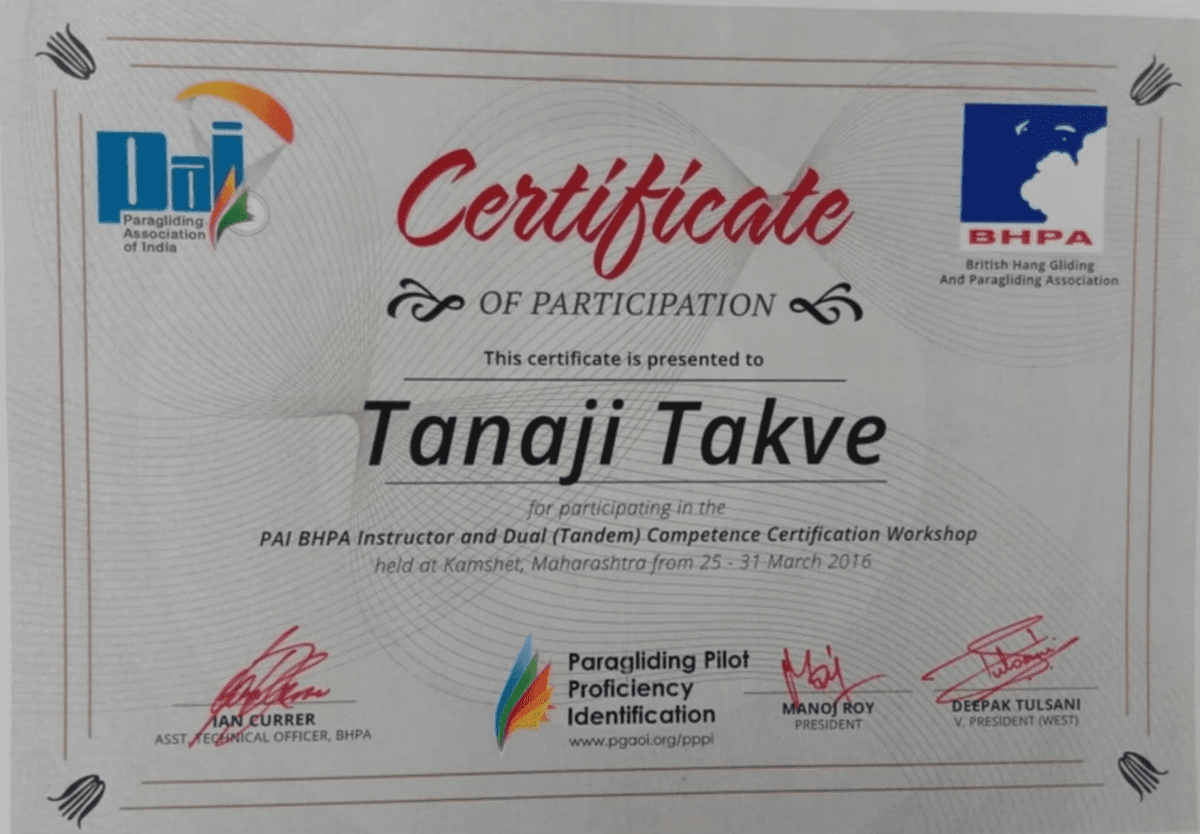 pai
Paragliding
Association
of India
BHPA
British Hang Gliding
And Paragliding Association
Certificate
OF PARTICIPATION
This certificate is presented to
Tanaji Takve
for participating in the
PAI BHPA Instructor and Dual (Tandem) Competence Certification Workshop
held at Kamshet, Maharashtra from 25 - 31 March 2016
IAN CURRER
ASST. TECHNICAL OFFICER, BHPA
Paragliding Pilot
Proficiency
Identification
www.pgaoi.org/pppi
MANOJ ROY
PRESIDENT
Tulsani
DEEPAK TULSANI
V. PRESIDENT (WEST)